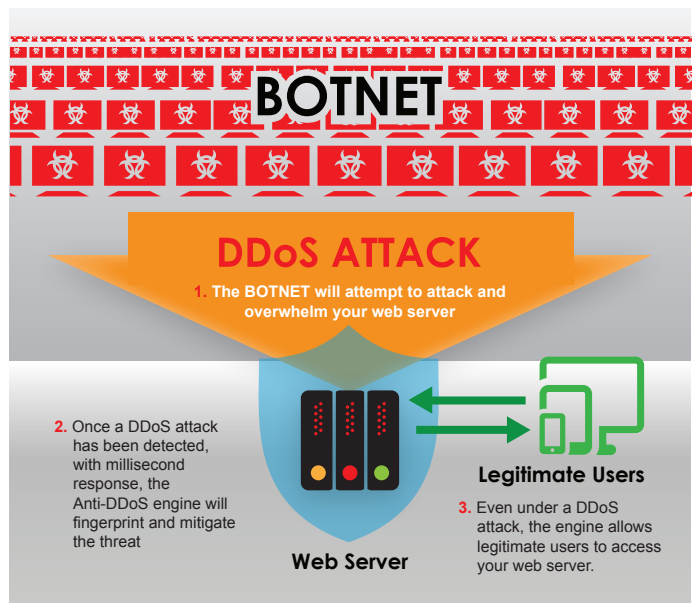 BOTNET
DDoS ATTACK
1. The BOTNET will attempt to attack and
overwhelm your web server
2. Once a DDoS attack
has been detected,
with millisecond
response, the
Anti-DDoS engine will
fingerprint and mitigate
the threat
Web Server
Legitimate Users
3. Even under a DDoS
attack, the engine allows
legitimate users to access
your web server.